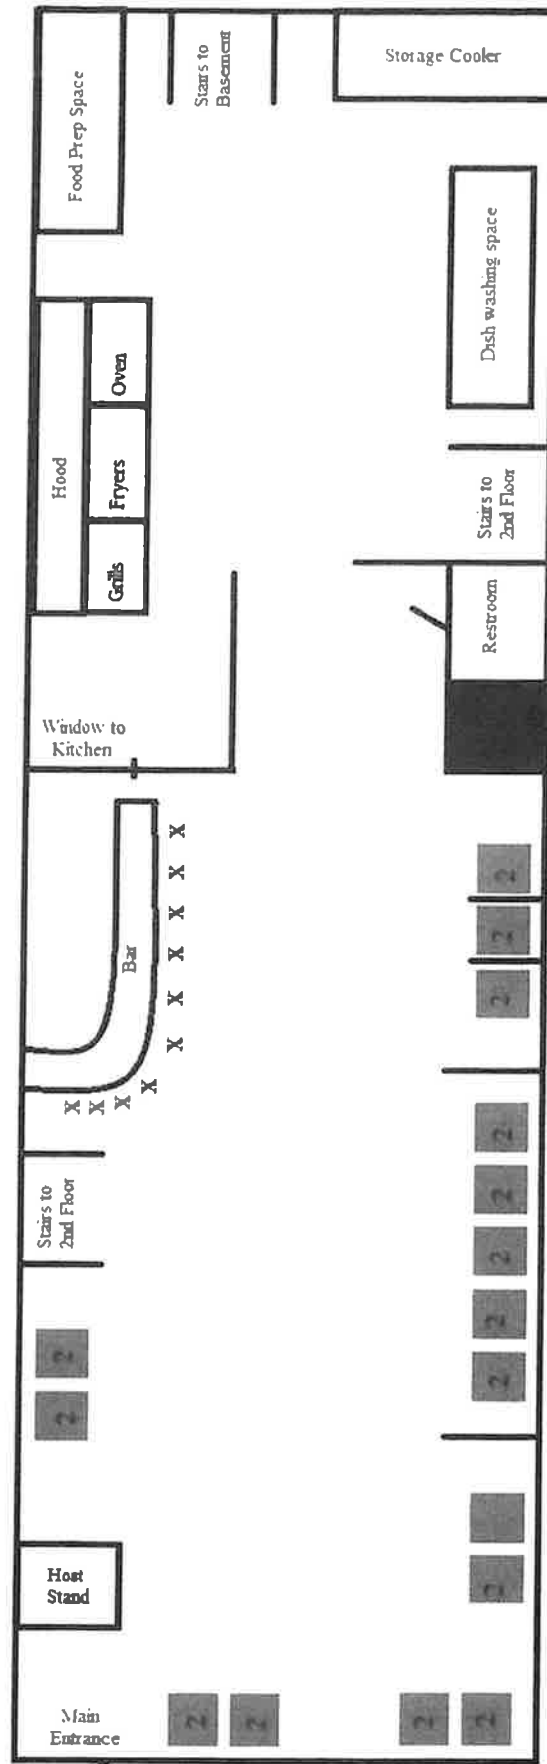 Storage Cooler
Stairs to
Basement
Food Prep Space
Dish washing space
Hood
Oven
Fryers
Grills
Stairs to
2nd Floor
Restroom
Window to
Kitchen
Bar
X
X
X
X
X
X
X
X
X
X
2
2
2
Stairs to
2nd Floor
2
2
2
2
2
2
2
Host
Stand
2
Main
Entrance
2
2
2
2